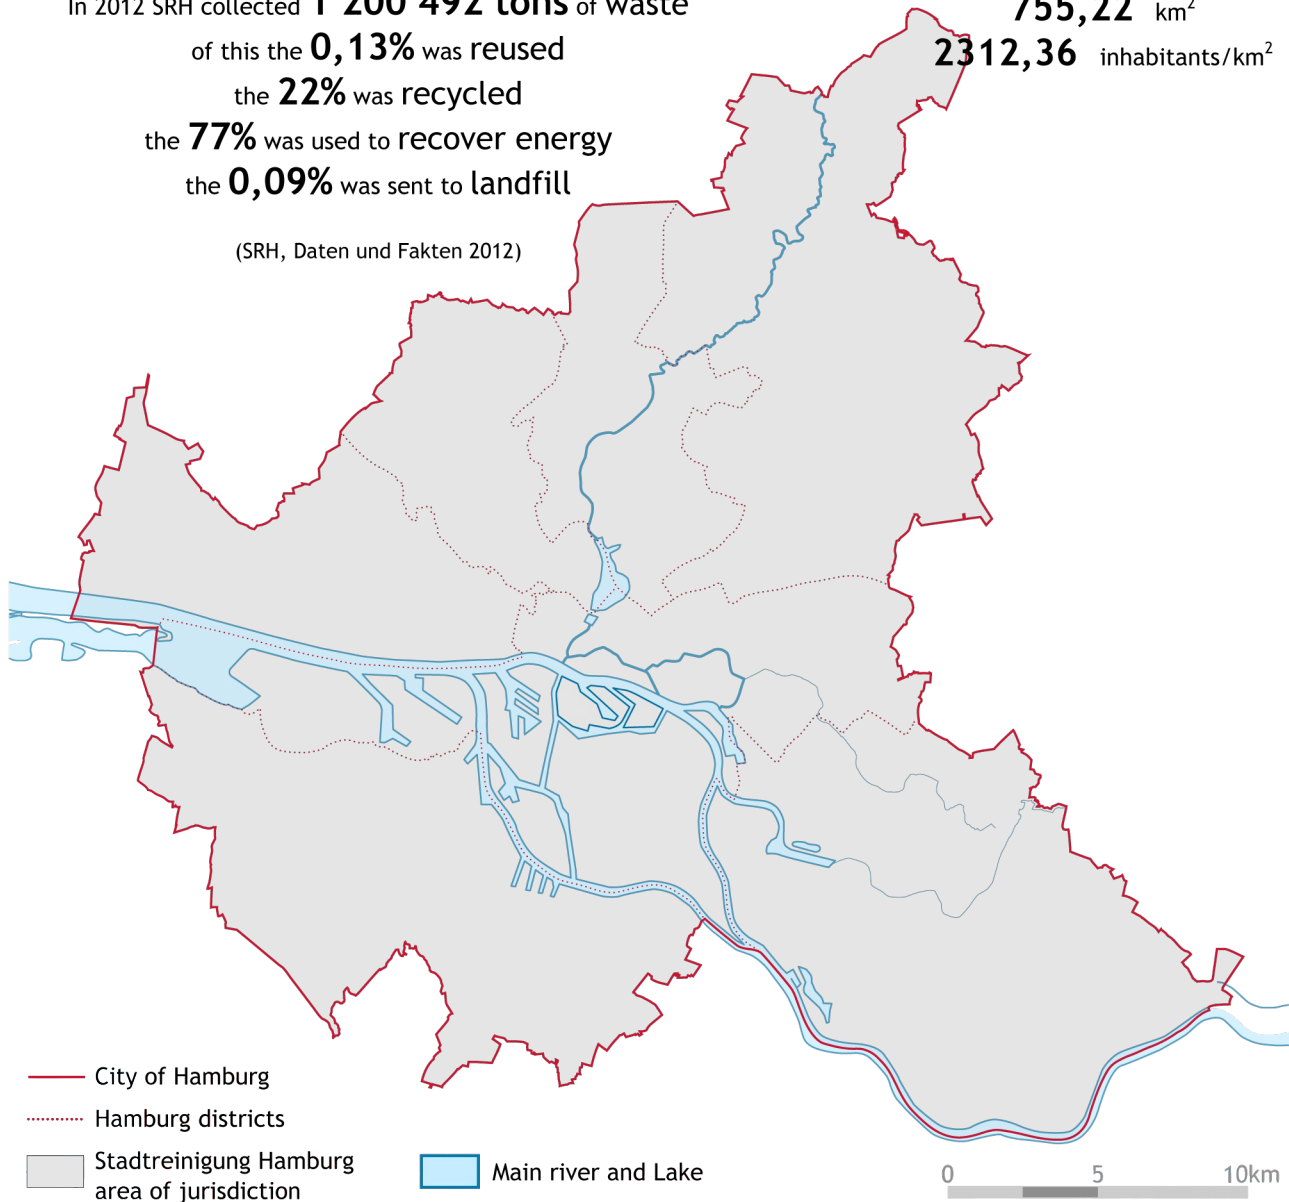 In 2012 SRH collected 1 200 492 tons of waste
of this the 0,13% was reused
the 22% was recycled
the 77% was used to recover energy
the 0,09% was sent to landfill
(SRH, Daten und Fakten 2012)
755,22 km²
2312,36 inhabitants/km²
City of Hamburg
Hamburg districts
Stadtreinigung Hamburg
area of jurisdiction
Main river and Lake
0 5 10km